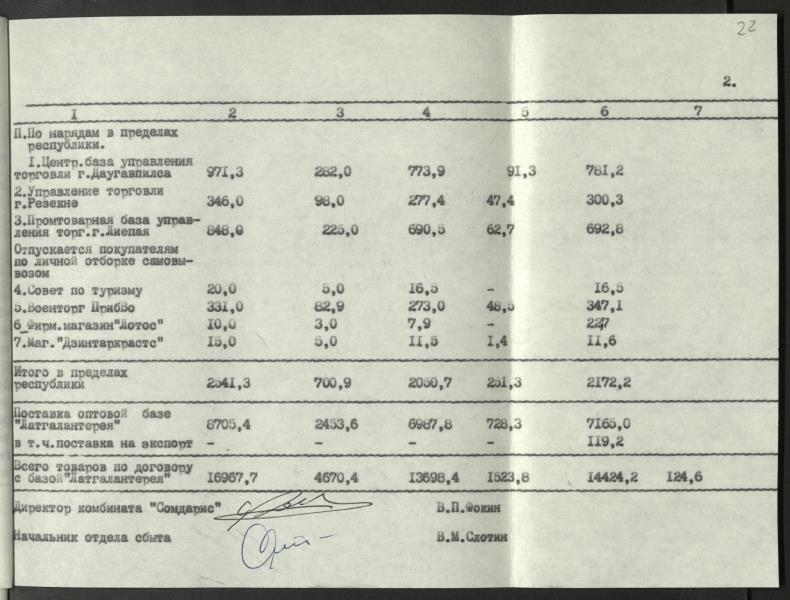 22
2.
I 2 3 4 5 6 7
П.По нарядам в пределах
республики.
I.Центр.база управления
торговли г.Даугавпилса 971,3 282,0 773,9 91,3 781,2
2.Управление торговли
г.Резекне 346,0 98,0 277,4 47,4 300,3
3.Промтоварная база управ-
ления торг.г.Лиепая 848,0 225,0 690,5 62,7 692,8
Отпускается покупателям
по личной отборке самовы-
возом
4.Совет по туризму 20,0 5,0 16,5 - 16,5
5.Военторг ПрибВо 331,0 82,9 273,0 48,5 347,1
6.Фирм.магазин"Лотос" 10,0 3,0 7,9 -
7.Маг."Дзинтаркрастс" 15,0 5,0 11,5 1,4 11,6
Итого в пределах
республики 2541,3 700,9 2050,7 251,3 2172,2
Поставка оптовой базе
"Латгалантерея" 8705,4 2453,6 6987,8 728,3 7165,0
в т.ч.поставка на экспорт - - - - 119,2
Всего товаров по договору
с базой"Латгалантерея" 16967,7 4670,4 13698,4 1523,8 14424,2 124,6
Директор комбината "Сомдарис" В.П.Фокин
Начальник отдела сбыта В.М.Слотин